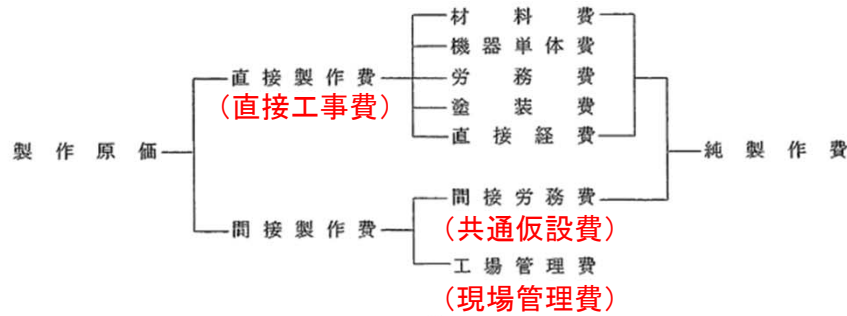 材料費
機器単体費
直接製作費
労務費
(直接工事費)
塗装費
直接経費
製作原価
純製作費
間接労務費
(共通仮設費)
間接製作費
工場管理費
(現場管理費)